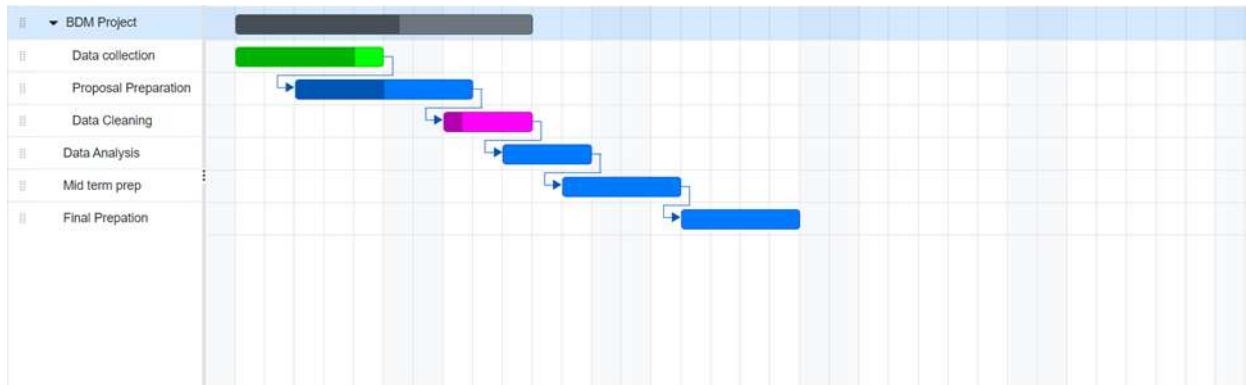 BDM Project
Data collection
Proposal Preparation
Data Cleaning
Data Analysis
Mid term prep
Final Prepation